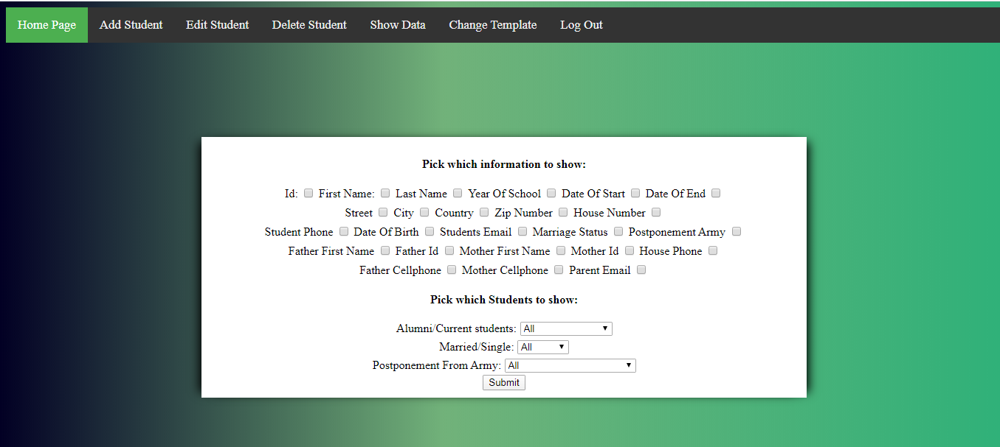 Home Page Add Student Edit Student Delete Student Show Data Change Template Log Out
Pick which information to show:
Id: First Name: Last Name Year Of School Date Of Start Date Of End
Street City Country Zip Number House Number
Student Phone Date Of Birth Students Email Marriage Status Postponement Army
Father First Name Father Id Mother First Name Mother Id House Phone
Father Cellphone Mother Cellphone Parent Email
Pick which Students to show:
Alumni/Current students: All
Married/Single: All
Postponement From Army: All
Submit